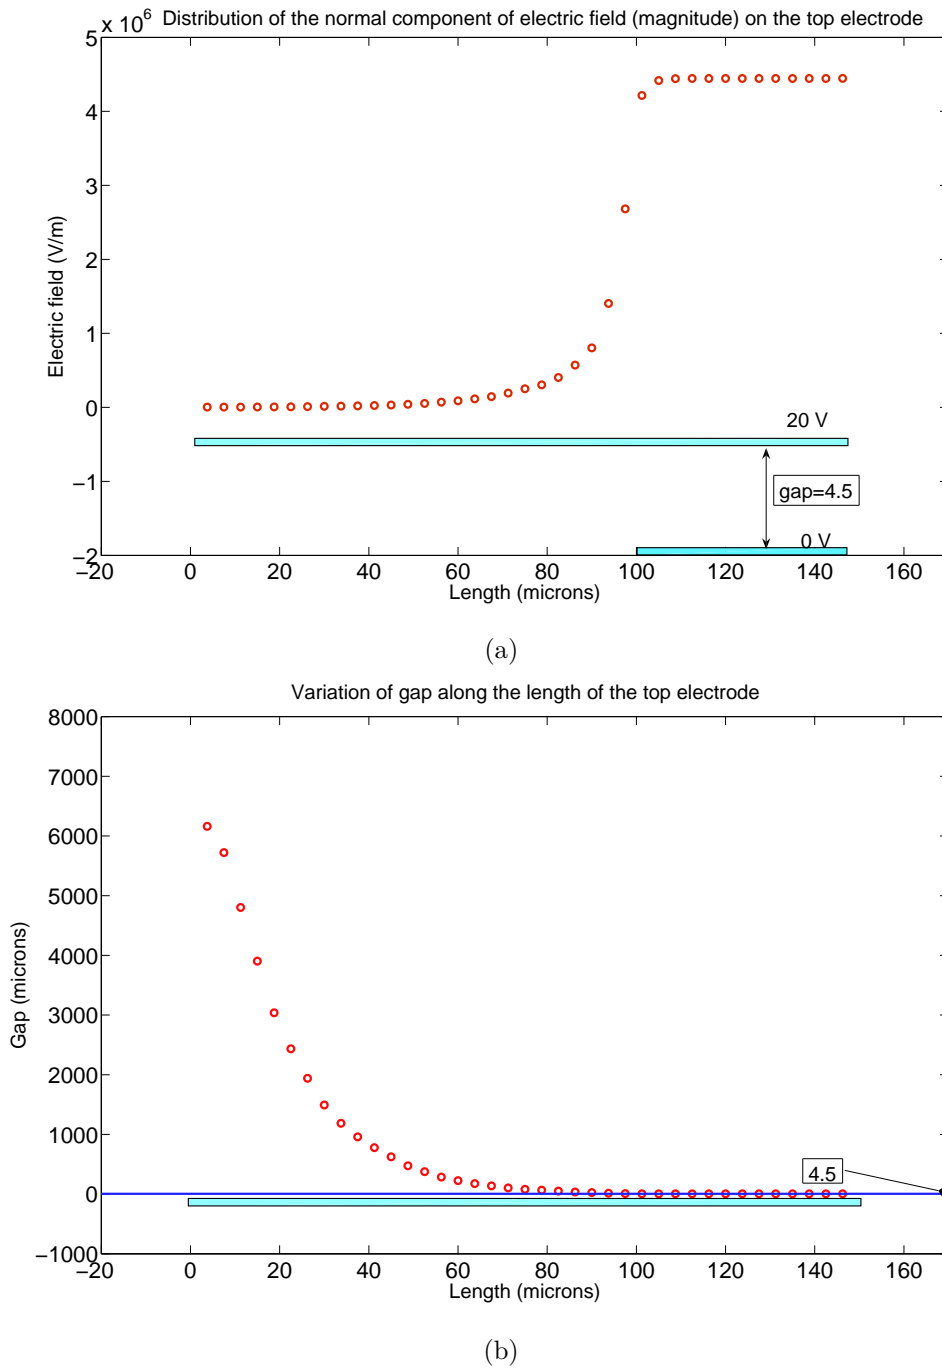 Distribution of the normal component of electric field (magnitude) on the top electrode
x 10^6
5
4
3
2
1
0
−1
−2
Electric field (V/m)
20 V
gap=4.5
0 V
−20 0 20 40 60 80 100 120 140 160
Length (microns)
(a)
Variation of gap along the length of the top electrode
8000
7000
6000
5000
4000
3000
2000
1000
0
−1000
Gap (microns)
4.5
−20 0 20 40 60 80 100 120 140 160
Length (microns)
(b)